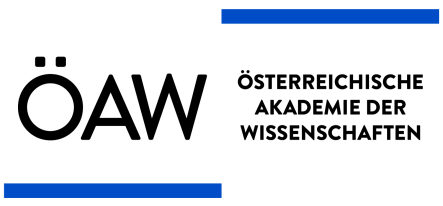 ÖAW
ÖSTERREICHISCHE
AKADEMIE DER
WISSENSCHAFTEN